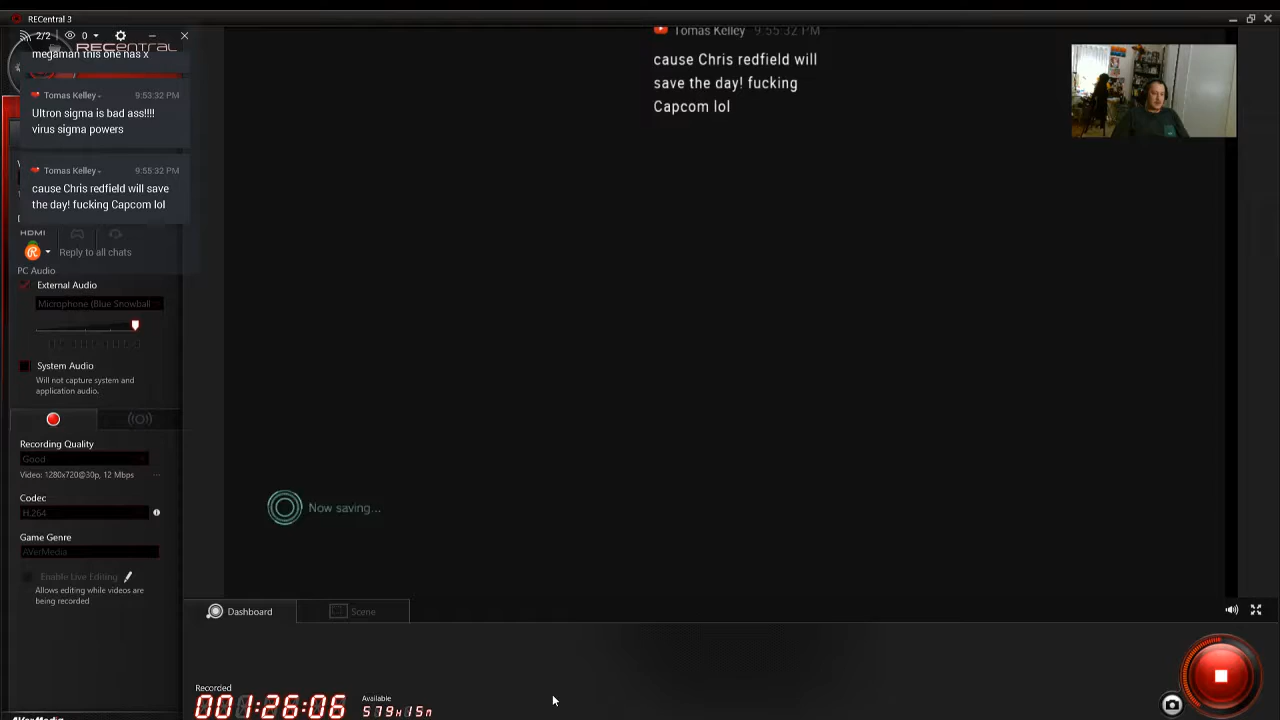 RECentral 3
2/2
0
RECENTRAL
megaman this one has x
Tomas Kelley
9:53:32 PM
Ultron sigma is bad ass!!!!
virus sigma powers
Tomas Kelley
9:55:32 PM
cause Chris redfield will save
the day! fucking Capcom lol
HDMI
Reply to all chats
PC Audio
External Audio
Microphone (Blue Snowball
System Audio
Will not capture system and
application audio.
Recording Quality
Good
Video: 1280x720@30p, 12 Mbps
...
Codec
H.264
Game Genre
AVerMedia
Enable Live Editing
Allows editing while videos are
being recorded
AVerMedia
Tomas Kelley 9:55:32 PM
cause Chris redfield will
save the day! fucking
Capcom lol
Now saving...
Dashboard
Scene
Recorded
001:26:06
Available
579H15n